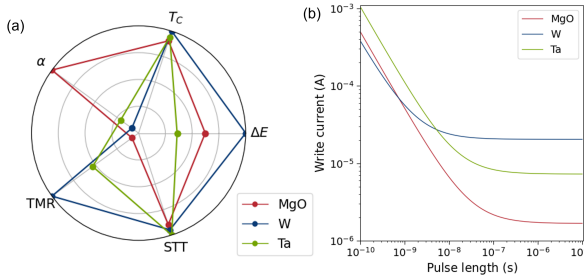 (a)
T_C
α
ΔE
TMR
STT
MgO
W
Ta
(b)
Write current (A)
10⁻³
10⁻⁴
10⁻⁵
10⁻⁶
MgO
W
Ta
10⁻¹⁰ 10⁻⁹ 10⁻⁸ 10⁻⁷ 10⁻⁶ 10⁻
Pulse length (s)